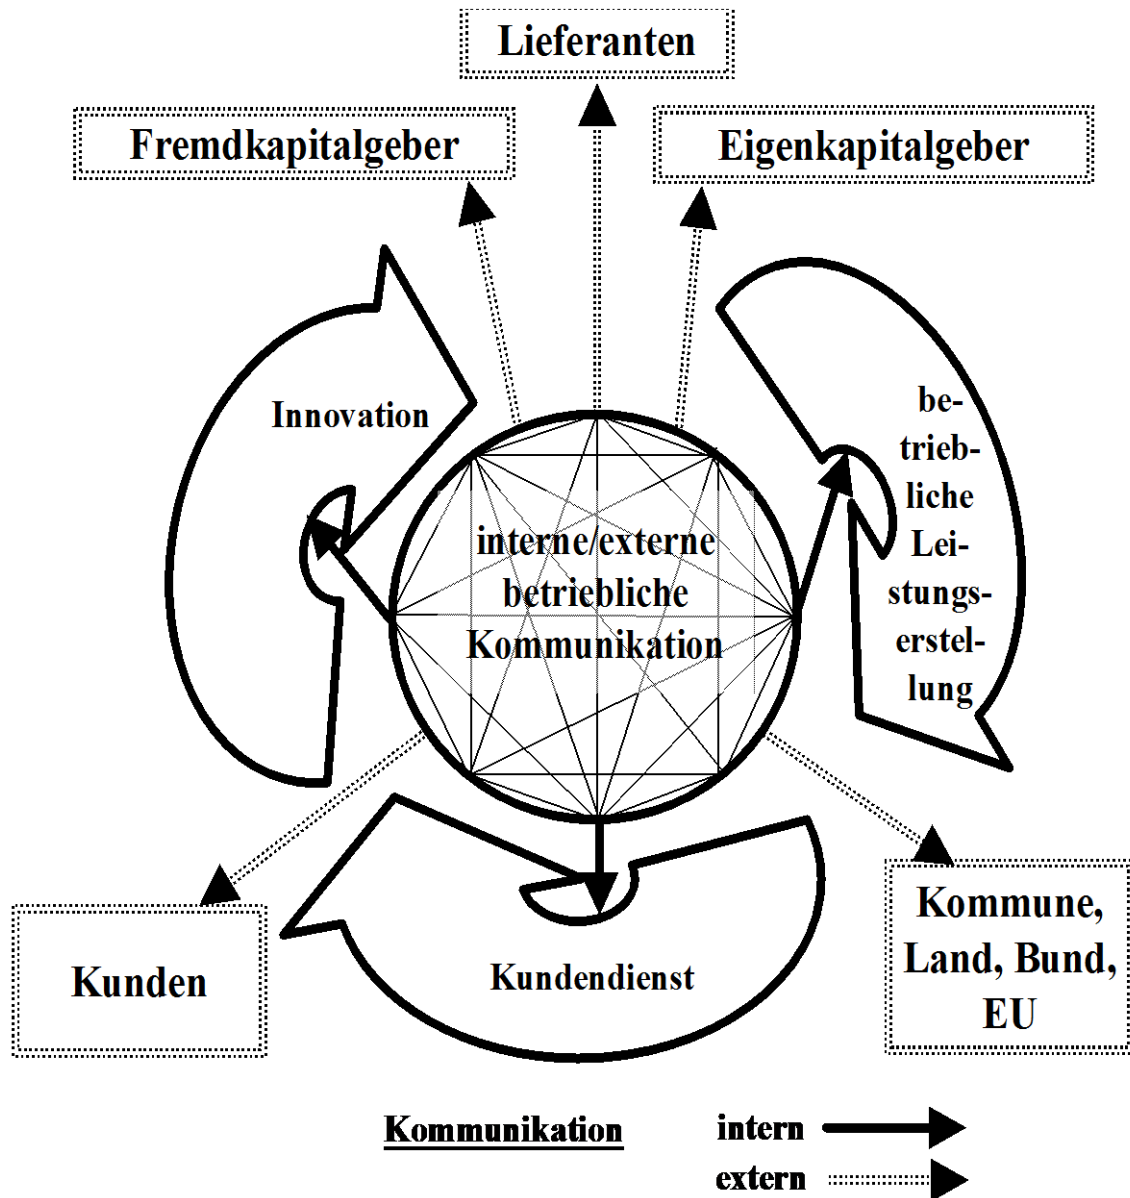 Lieferanten
Fremdkapitalgeber
Eigenkapitalgeber
Innovation
be-
trieb-
liche
Lei-
stungs-
erstel-
lung
interne/externe
betriebliche
Kommunikation
Kunden
Kundendienst
Kommune,
Land, Bund,
EU
Kommunikation
intern
extern